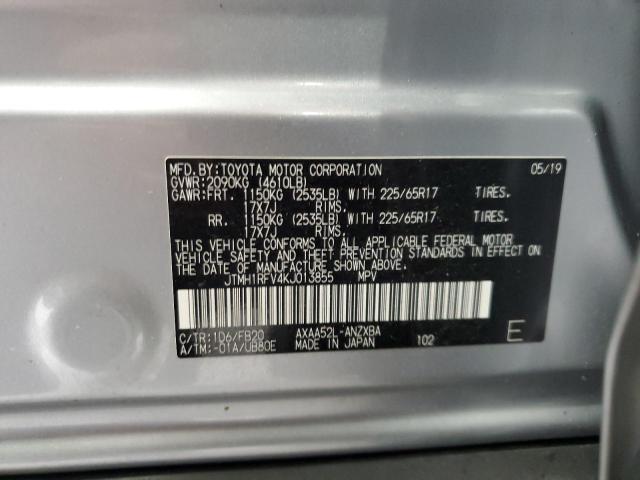 MFD.BY:TOYOTA MOTOR CORPORATION 05/19
GVWR:2090KG (4610LB)
GAWR:FRT. 1150KG (2535LB) WITH 225/65R17 TIRES.
17X7J RIMS.
RR. 1150KG (2535LB) WITH 225/65R17 TIRES.
17X7J RIMS.
THIS VEHICLE CONFORMS TO ALL APPLICABLE FEDERAL MOTOR
VEHICLE SAFETY AND THEFT PREVENTION STANDARDS IN EFFECT ON
THE DATE OF MANUFACTURE SHOWN ABOVE.
JTMH1RFV4KJ013855 MPV
C/TR:1D6/FB20 AXAA52L-ANZXBA
A/TM:-01A/UB80E MADE IN JAPAN 102 E